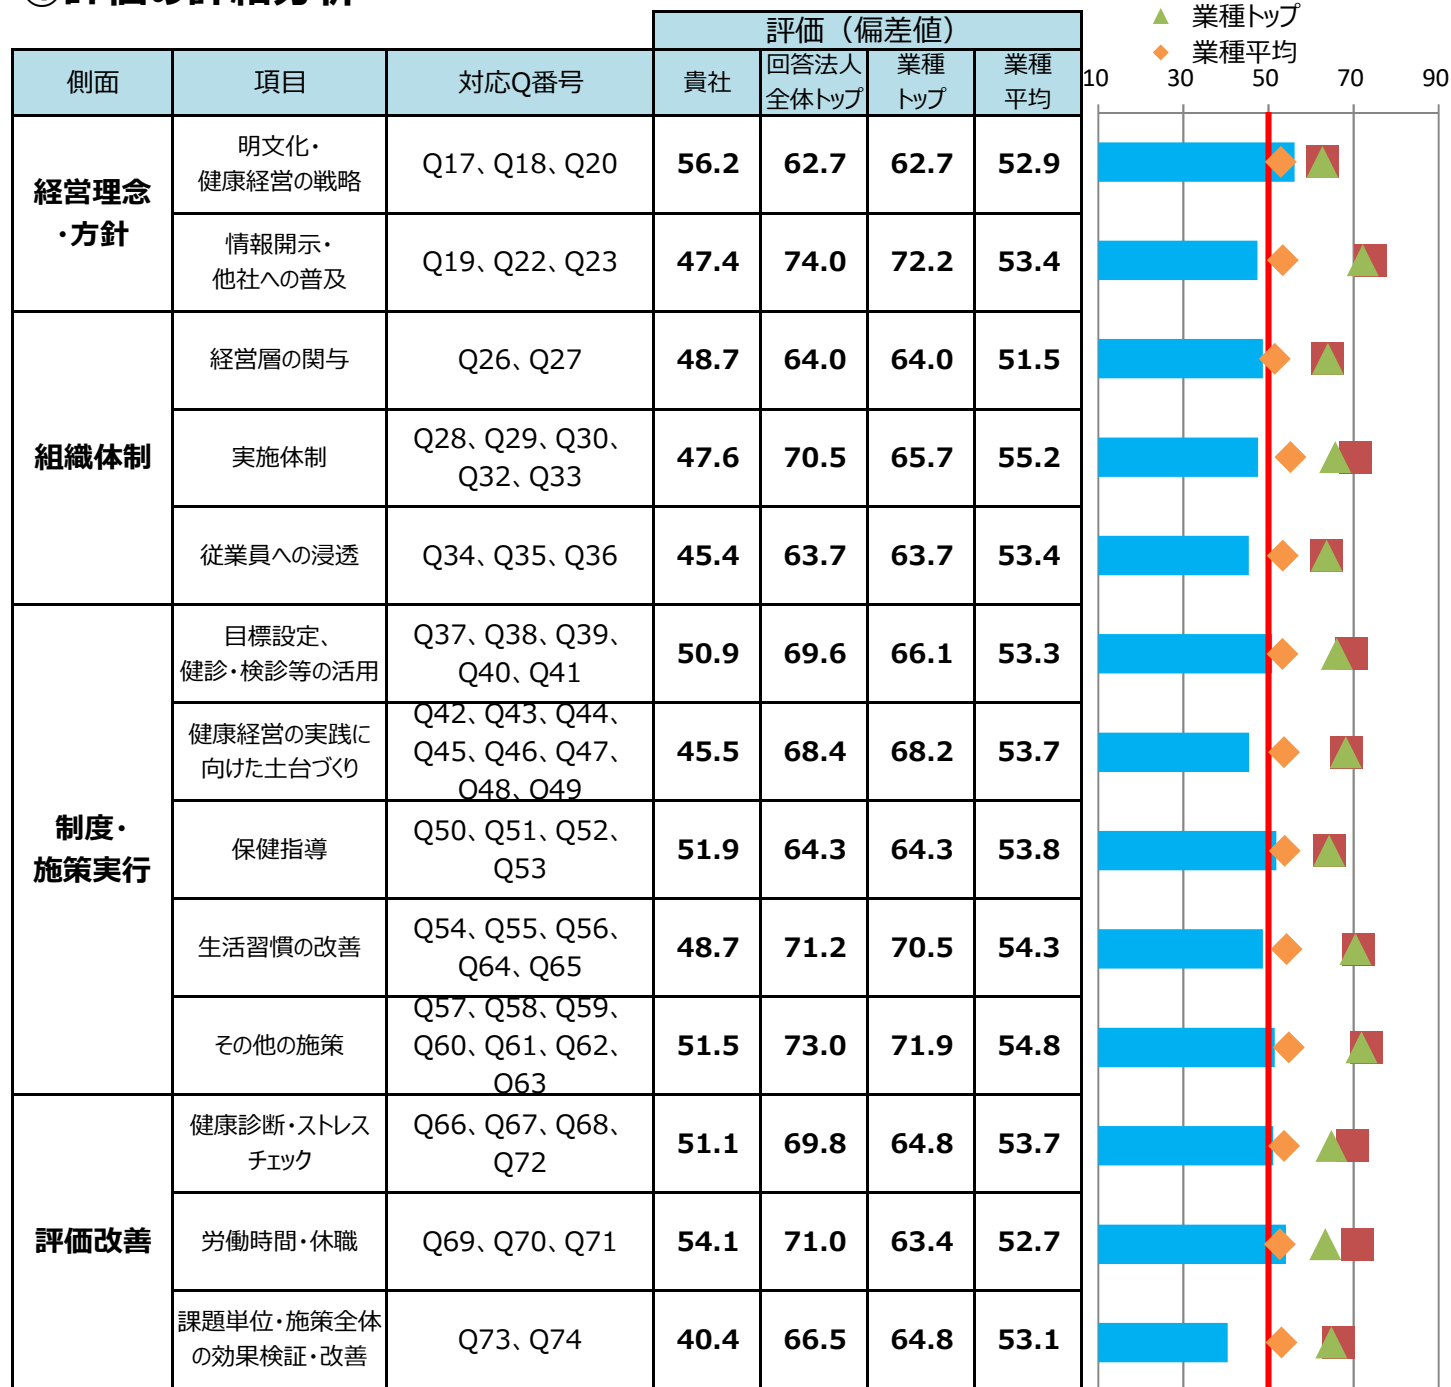 ①評価の詳細分析
業種トップ
業種平均
評価（偏差値）
側面 項目 対応Q番号 貴社 回答法人 業種 業種
全体トップ トップ 平均
10 30 50 70 90
経営理念
・方針
明文化・
健康経営の戦略
Q17、Q18、Q20 56.2 62.7 62.7 52.9
情報開示・
他社への普及
Q19、Q22、Q23 47.4 74.0 72.2 53.4
組織体制
経営層の関与 Q26、Q27 48.7 64.0 64.0 51.5
実施体制
Q28、Q29、Q30、
Q32、Q33
47.6 70.5 65.7 55.2
従業員への浸透 Q34、Q35、Q36 45.4 63.7 63.7 53.4
制度・
施策実行
目標設定、
健診・検診等の活用
Q37、Q38、Q39、
Q40、Q41
50.9 69.6 66.1 53.3
健康経営の実践に
向けた土台づくり
Q42、Q43、Q44、
Q45、Q46、Q47、
Q48、Q49
45.5 68.4 68.2 53.7
保健指導
Q50、Q51、Q52、
Q53
51.9 64.3 64.3 53.8
生活習慣の改善
Q54、Q55、Q56、
Q64、Q65
48.7 71.2 70.5 54.3
その他の施策
Q57、Q58、Q59、
Q60、Q61、Q62、
Q63
51.5 73.0 71.9 54.8
評価改善
健康診断・ストレス
チェック
Q66、Q67、Q68、
Q72
51.1 69.8 64.8 53.7
労働時間・休職 Q69、Q70、Q71 54.1 71.0 63.4 52.7
課題単位・施策全体
の効果検証・改善
Q73、Q74 40.4 66.5 64.8 53.1